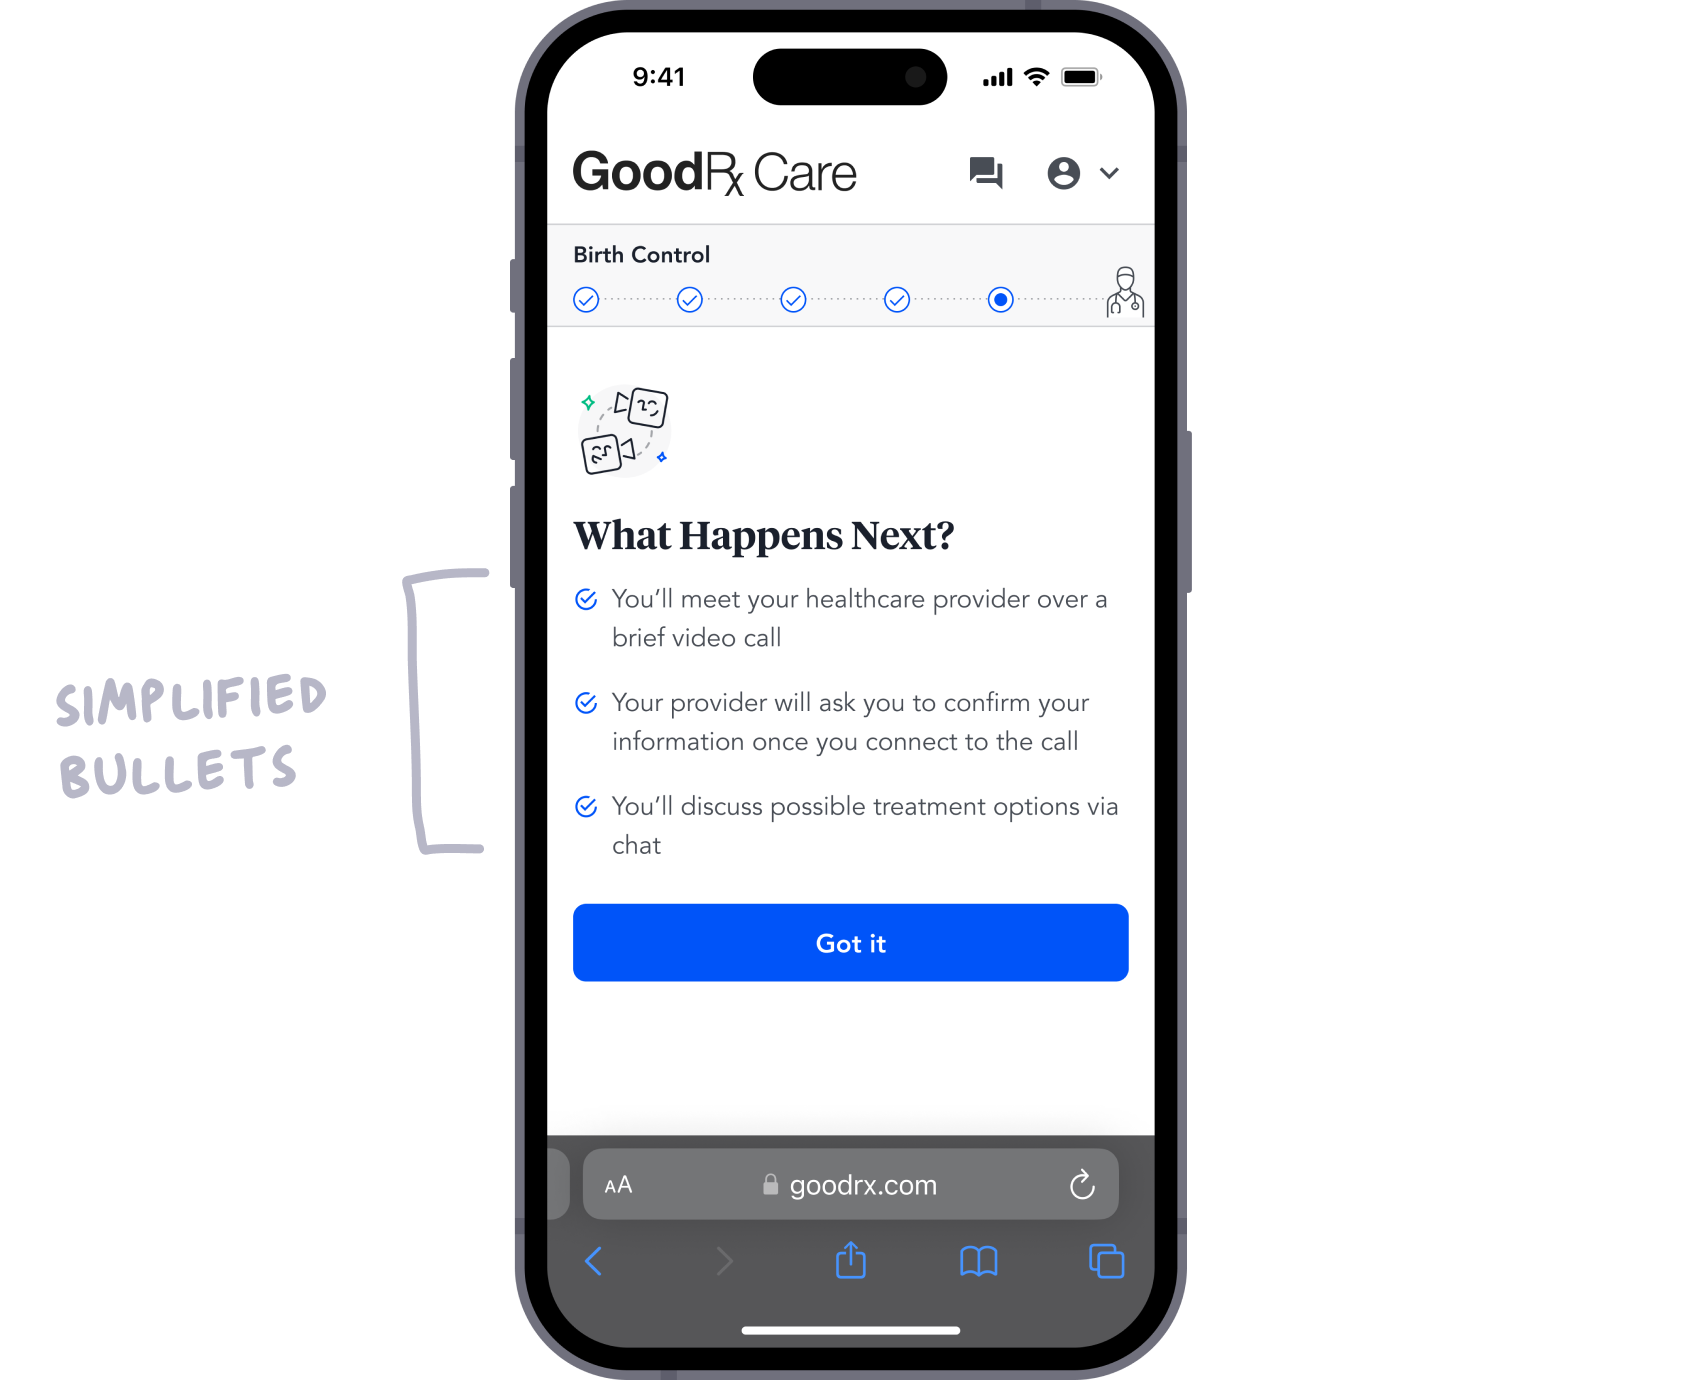 9:41
GoodRx Care
Birth Control
What Happens Next?
You’ll meet your healthcare provider over a
brief video call
Your provider will ask you to confirm your
information once you connect to the call
You’ll discuss possible treatment options via
chat
Got it
SIMPLIFIED
BULLETS
AA
goodrx.com